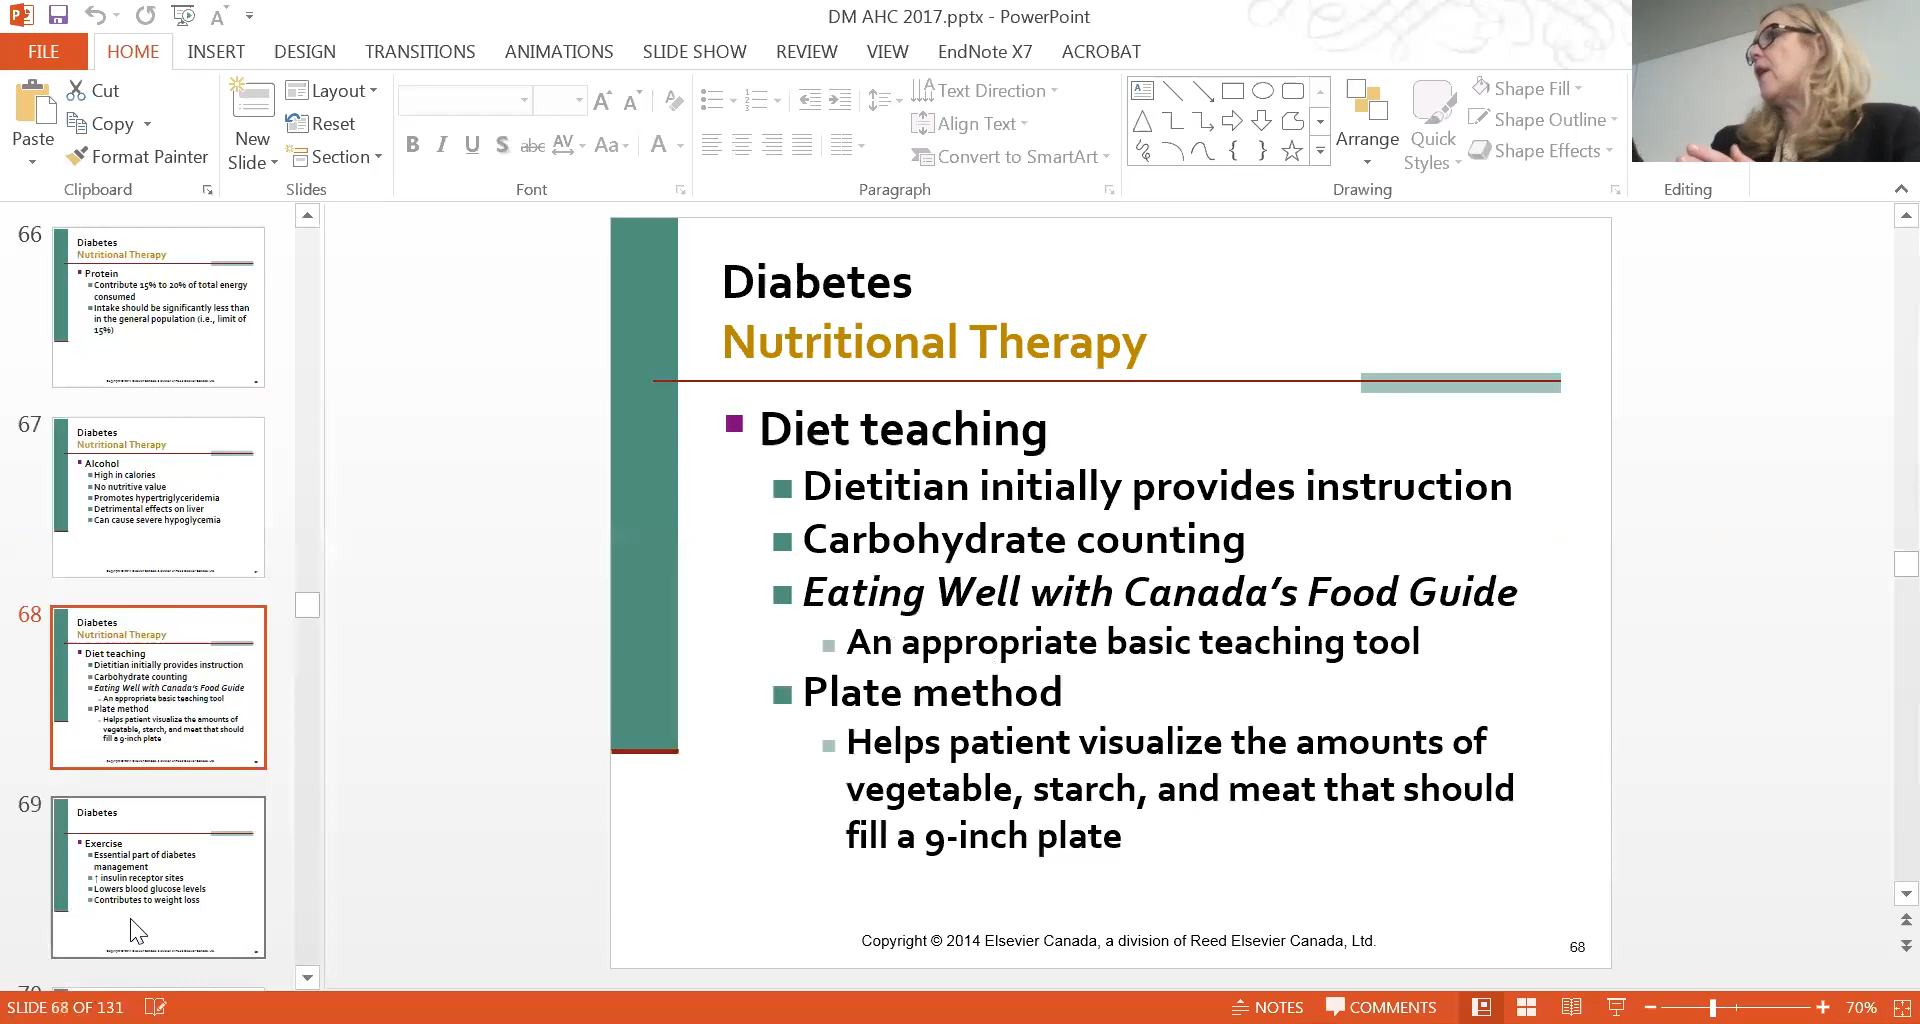 DM AHC 2017.pptx - PowerPoint
FILE
HOME
INSERT
DESIGN
TRANSITIONS
ANIMATIONS
SLIDE SHOW
REVIEW
VIEW
EndNote X7
ACROBAT
Paste
Cut
Copy
Format Painter
Clipboard
New
Slide
Layout
Reset
Section
Slides
Font
Text Direction
Align Text
Convert to SmartArt
Paragraph
Arrange
Quick
Styles
Shape Fill
Shape Outline
Shape Effects
Drawing
Editing
66
Diabetes
Nutritional Therapy
Protein
Contribute 15% to 20% of total energy
consumed
Intake should be significantly less than
in the general population (i.e., limit of
15%)
67
Diabetes
Nutritional Therapy
Alcohol
High in calories
No nutritive value
Promotes hypertriglyceridemia
Detrimental effects on liver
Can cause severe hypoglycemia
68
Diabetes
Nutritional Therapy
Diet teaching
Dietitian initially provides instruction
Carbohydrate counting
Eating Well with Canada's Food Guide
An appropriate basic teaching tool
Plate method
Helps patient visualize the amounts of
vegetable, starch, and meat that should
fill a 9-inch plate
69
Diabetes
Exercise
Essential part of diabetes
management
↑ insulin receptor sites
Lowers blood glucose levels
Contributes to weight loss
Diabetes
Nutritional Therapy
Diet teaching
Dietitian initially provides instruction
Carbohydrate counting
Eating Well with Canada's Food Guide
An appropriate basic teaching tool
Plate method
Helps patient visualize the amounts of
vegetable, starch, and meat that should
fill a 9-inch plate
Copyright © 2014 Elsevier Canada, a division of Reed Elsevier Canada, Ltd.
68
SLIDE 68 OF 131
NOTES
COMMENTS
70%